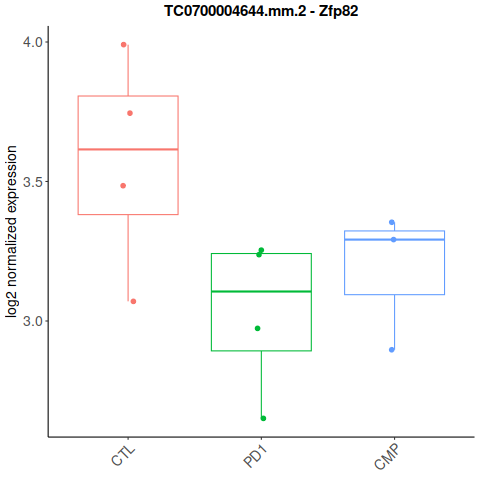 TC0700004644.mm.2 - Zfp82
log2 normalized expression
4.0
3.5
3.0
CTL
PD1
CMP